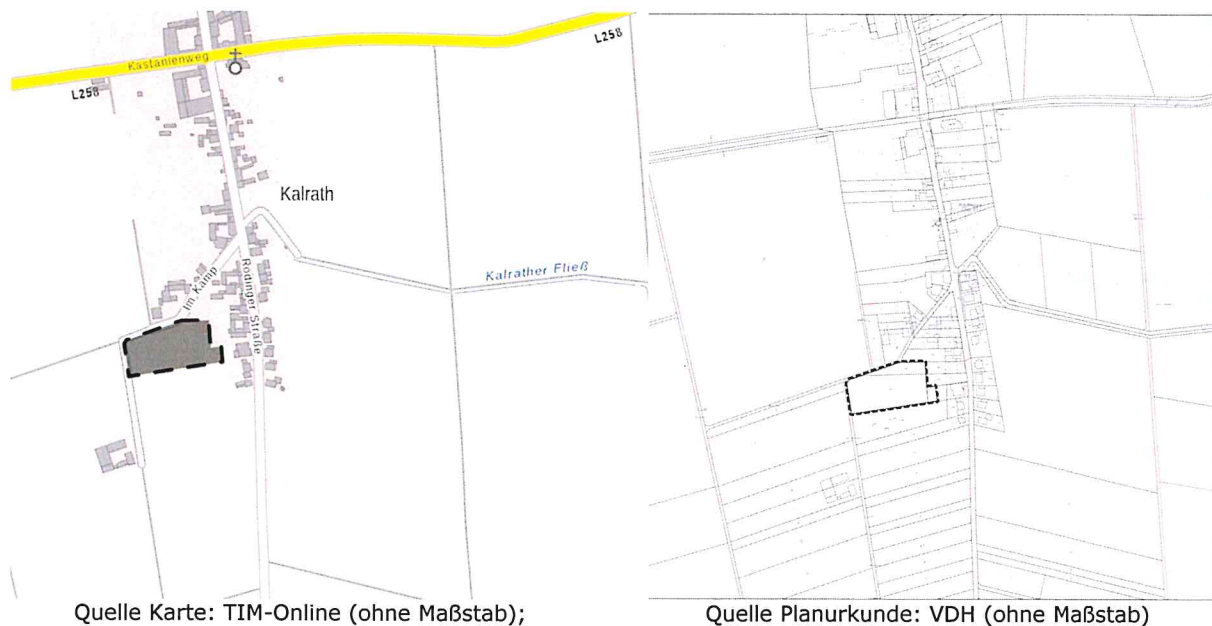 L258
Kastanienweg
L258
Kalrath
Kalrather Fließ
Im Kamp
Rödinger Straße
Quelle Karte: TIM-Online (ohne Maßstab);
Quelle Planurkunde: VDH (ohne Maßstab)